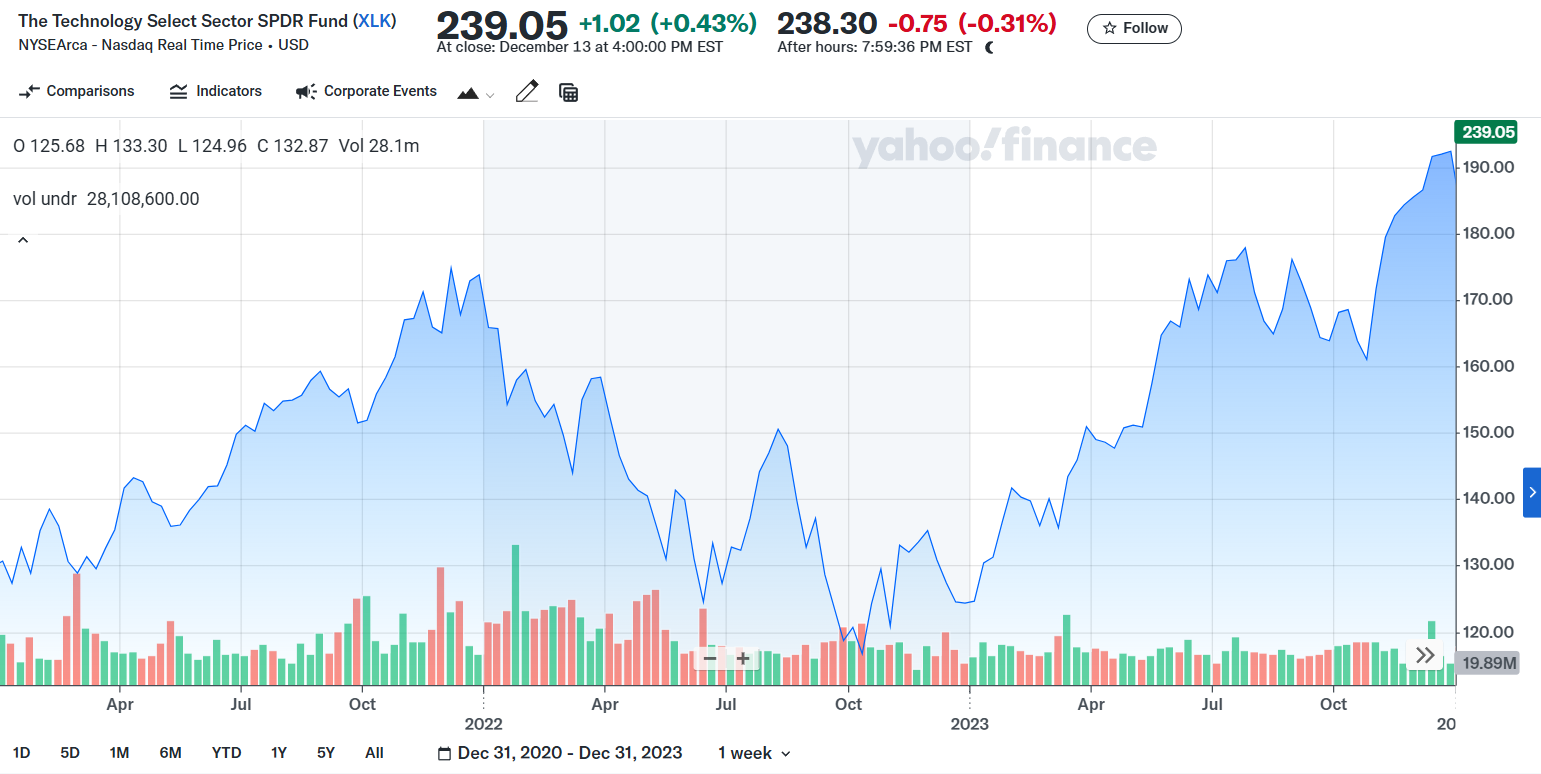 The Technology Select Sector SPDR Fund (XLK)
NYSEArca - Nasdaq Real Time Price • USD
239.05 +1.02 (+0.43%)
At close: December 13 at 4:00:00 PM EST
238.30 -0.75 (-0.31%)
After hours: 7:59:36 PM EST
Follow
Comparisons Indicators Corporate Events
O 125.68 H 133.30 L 124.96 C 132.87 Vol 28.1m
vol undr 28,108,600.00
yahoo!finance
239.05
190.00
180.00
170.00
160.00
150.00
140.00
130.00
120.00
19.89M
Apr Jul Oct 2022 Apr Jul Oct 2023 Apr Jul Oct 20
1D 5D 1M 6M YTD 1Y 5Y All Dec 31, 2020 - Dec 31, 2023 1 week